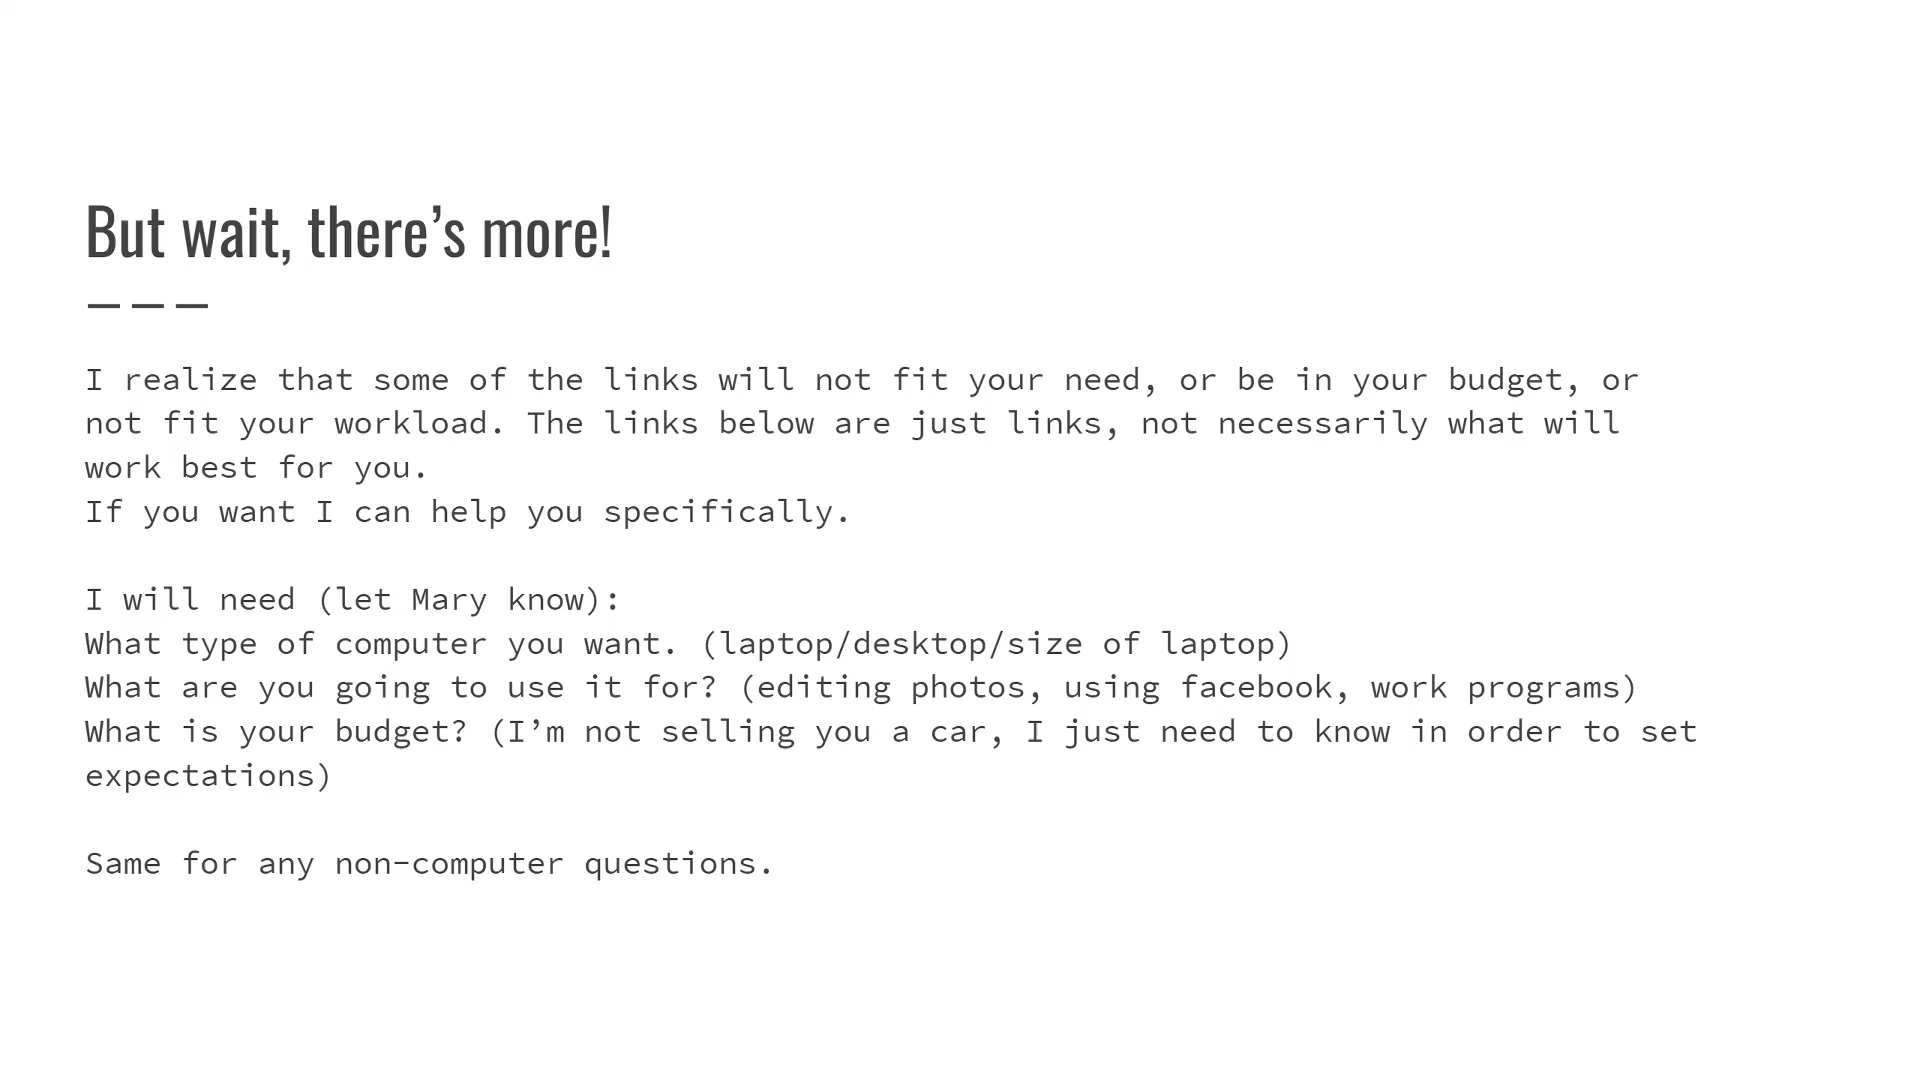 But wait, there’s more!
I realize that some of the links will not fit your need, or be in your budget, or
not fit your workload. The links below are just links, not necessarily what will
work best for you.
If you want I can help you specifically.
I will need (let Mary know):
What type of computer you want. (laptop/desktop/size of laptop)
What are you going to use it for? (editing photos, using facebook, work programs)
What is your budget? (I’m not selling you a car, I just need to know in order to set
expectations)
Same for any non-computer questions.